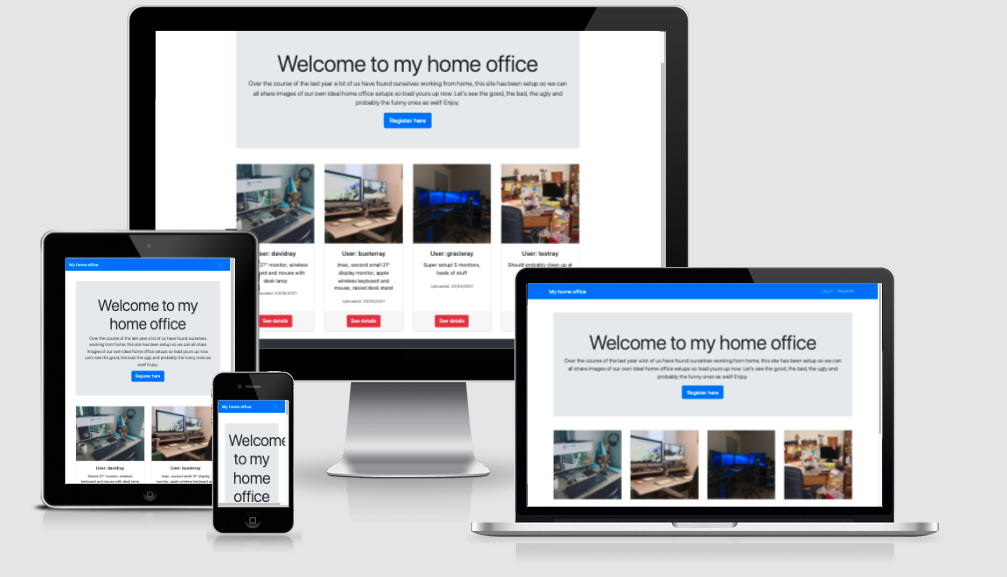 Welcome to my home office
Over the course of the last year a lot of us have found ourselves working from home, this site has been setup so we can
all share images of our own ideal home office setups so load yours up now. Let's see the good, the bad, the ugly and
probably the funny ones as well! Enjoy.
Register here
User: davidray
User: busterray
User: gracieray
User: testray
monitor, wireless
keyboard and mouse with
desk lamp
Imac, second small 21"
display monitor, apple
wireless keyboard and
mouse, raised desk stand
Super setup! 5 monitors,
loads of stuff
Should probably clean up at
Uploaded: 23/05/2021
See details
See details
See details
My home office
Welcome to my
home office
Over the course of the last year a lot of us have found ourselves
working from home, this site has been setup so we can all share
images of our own ideal home office setups so load yours up now.
Let's see the good, the bad, the ugly and probably the funny ones as
well! Enjoy.
Register here
User: davidray
User: busterray
My home office
Welcome
to my
home
office
My home office
Log in
Register
Welcome to my home office
Over the course of the last year a lot of us have found ourselves working from home, this site has been setup so we can
all share images of our own ideal home office setups so load yours up now. Let's see the good, the bad, the ugly and
probably the funny ones as well! Enjoy.
Register here